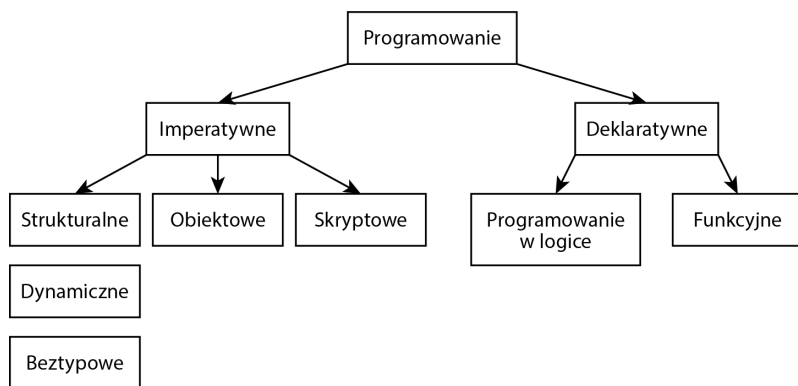 Programowanie
Imperatywne
Deklaratywne
Strukturalne
Obiektowe
Skryptowe
Programowanie
w logice
Funkcyjne
Dynamiczne
Beztypowe